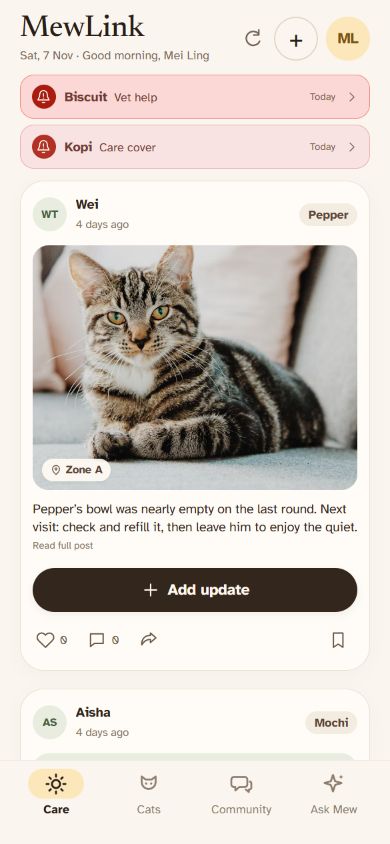 MewLink
Sat, 7 Nov · Good morning, Mei Ling
+
ML
Biscuit Vet help Today
Kopi Care cover Today
WT
Wei
4 days ago
Pepper
Zone A
Pepper's bowl was nearly empty on the last round. Next
visit: check and refill it, then leave him to enjoy the quiet.
Read full post
+ Add update
0 0
AS
Aisha
4 days ago
Mochi
Care Cats Community Ask Mew